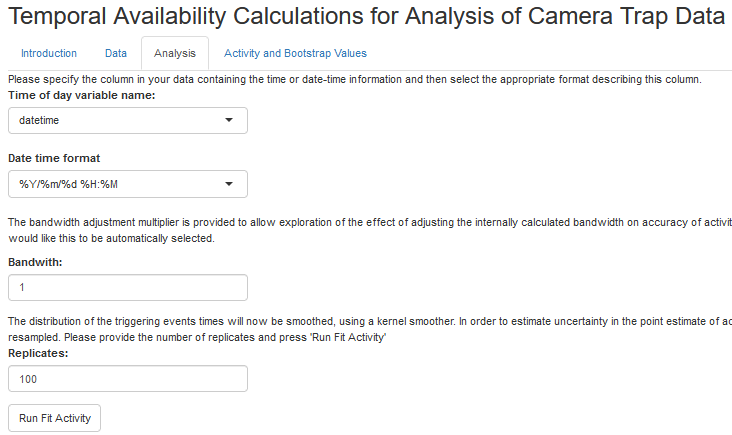 Temporal Availability Calculations for Analysis of Camera Trap Data
Introduction Data Analysis Activity and Bootstrap Values
Please specify the column in your data containing the time or date-time information and then select the appropriate format describing this column.
Time of day variable name:
datetime
Date time format
%Y/%m/%d %H:%M
The bandwidth adjustment multiplier is provided to allow exploration of the effect of adjusting the internally calculated bandwidth on accuracy of activit
would like this to be automatically selected.
Bandwith:
1
The distribution of the triggering events times will now be smoothed, using a kernel smoother. In order to estimate uncertainty in the point estimate of ac
resampled. Please provide the number of replicates and press 'Run Fit Activity'
Replicates:
100
Run Fit Activity